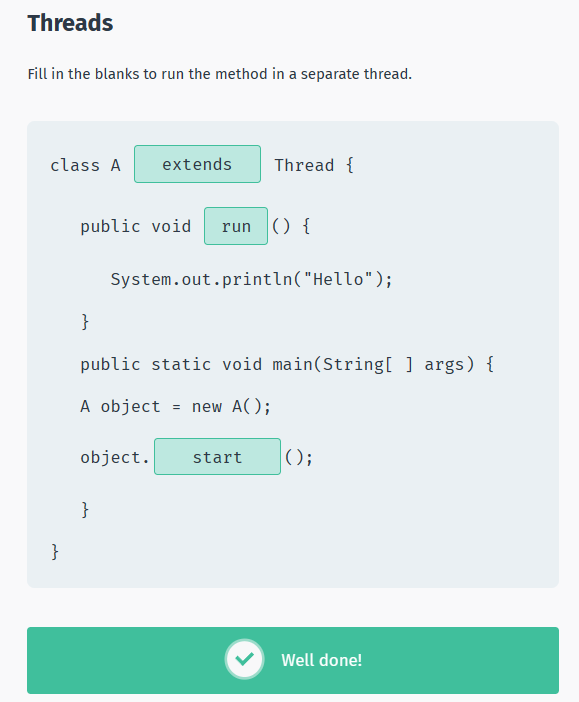 Threads
Fill in the blanks to run the method in a separate thread.
class A extends Thread {
public void run () {
System.out.println("Hello");
}
public static void main(String[ ] args) {
A object = new A();
object. start ();
}
}
Well done!